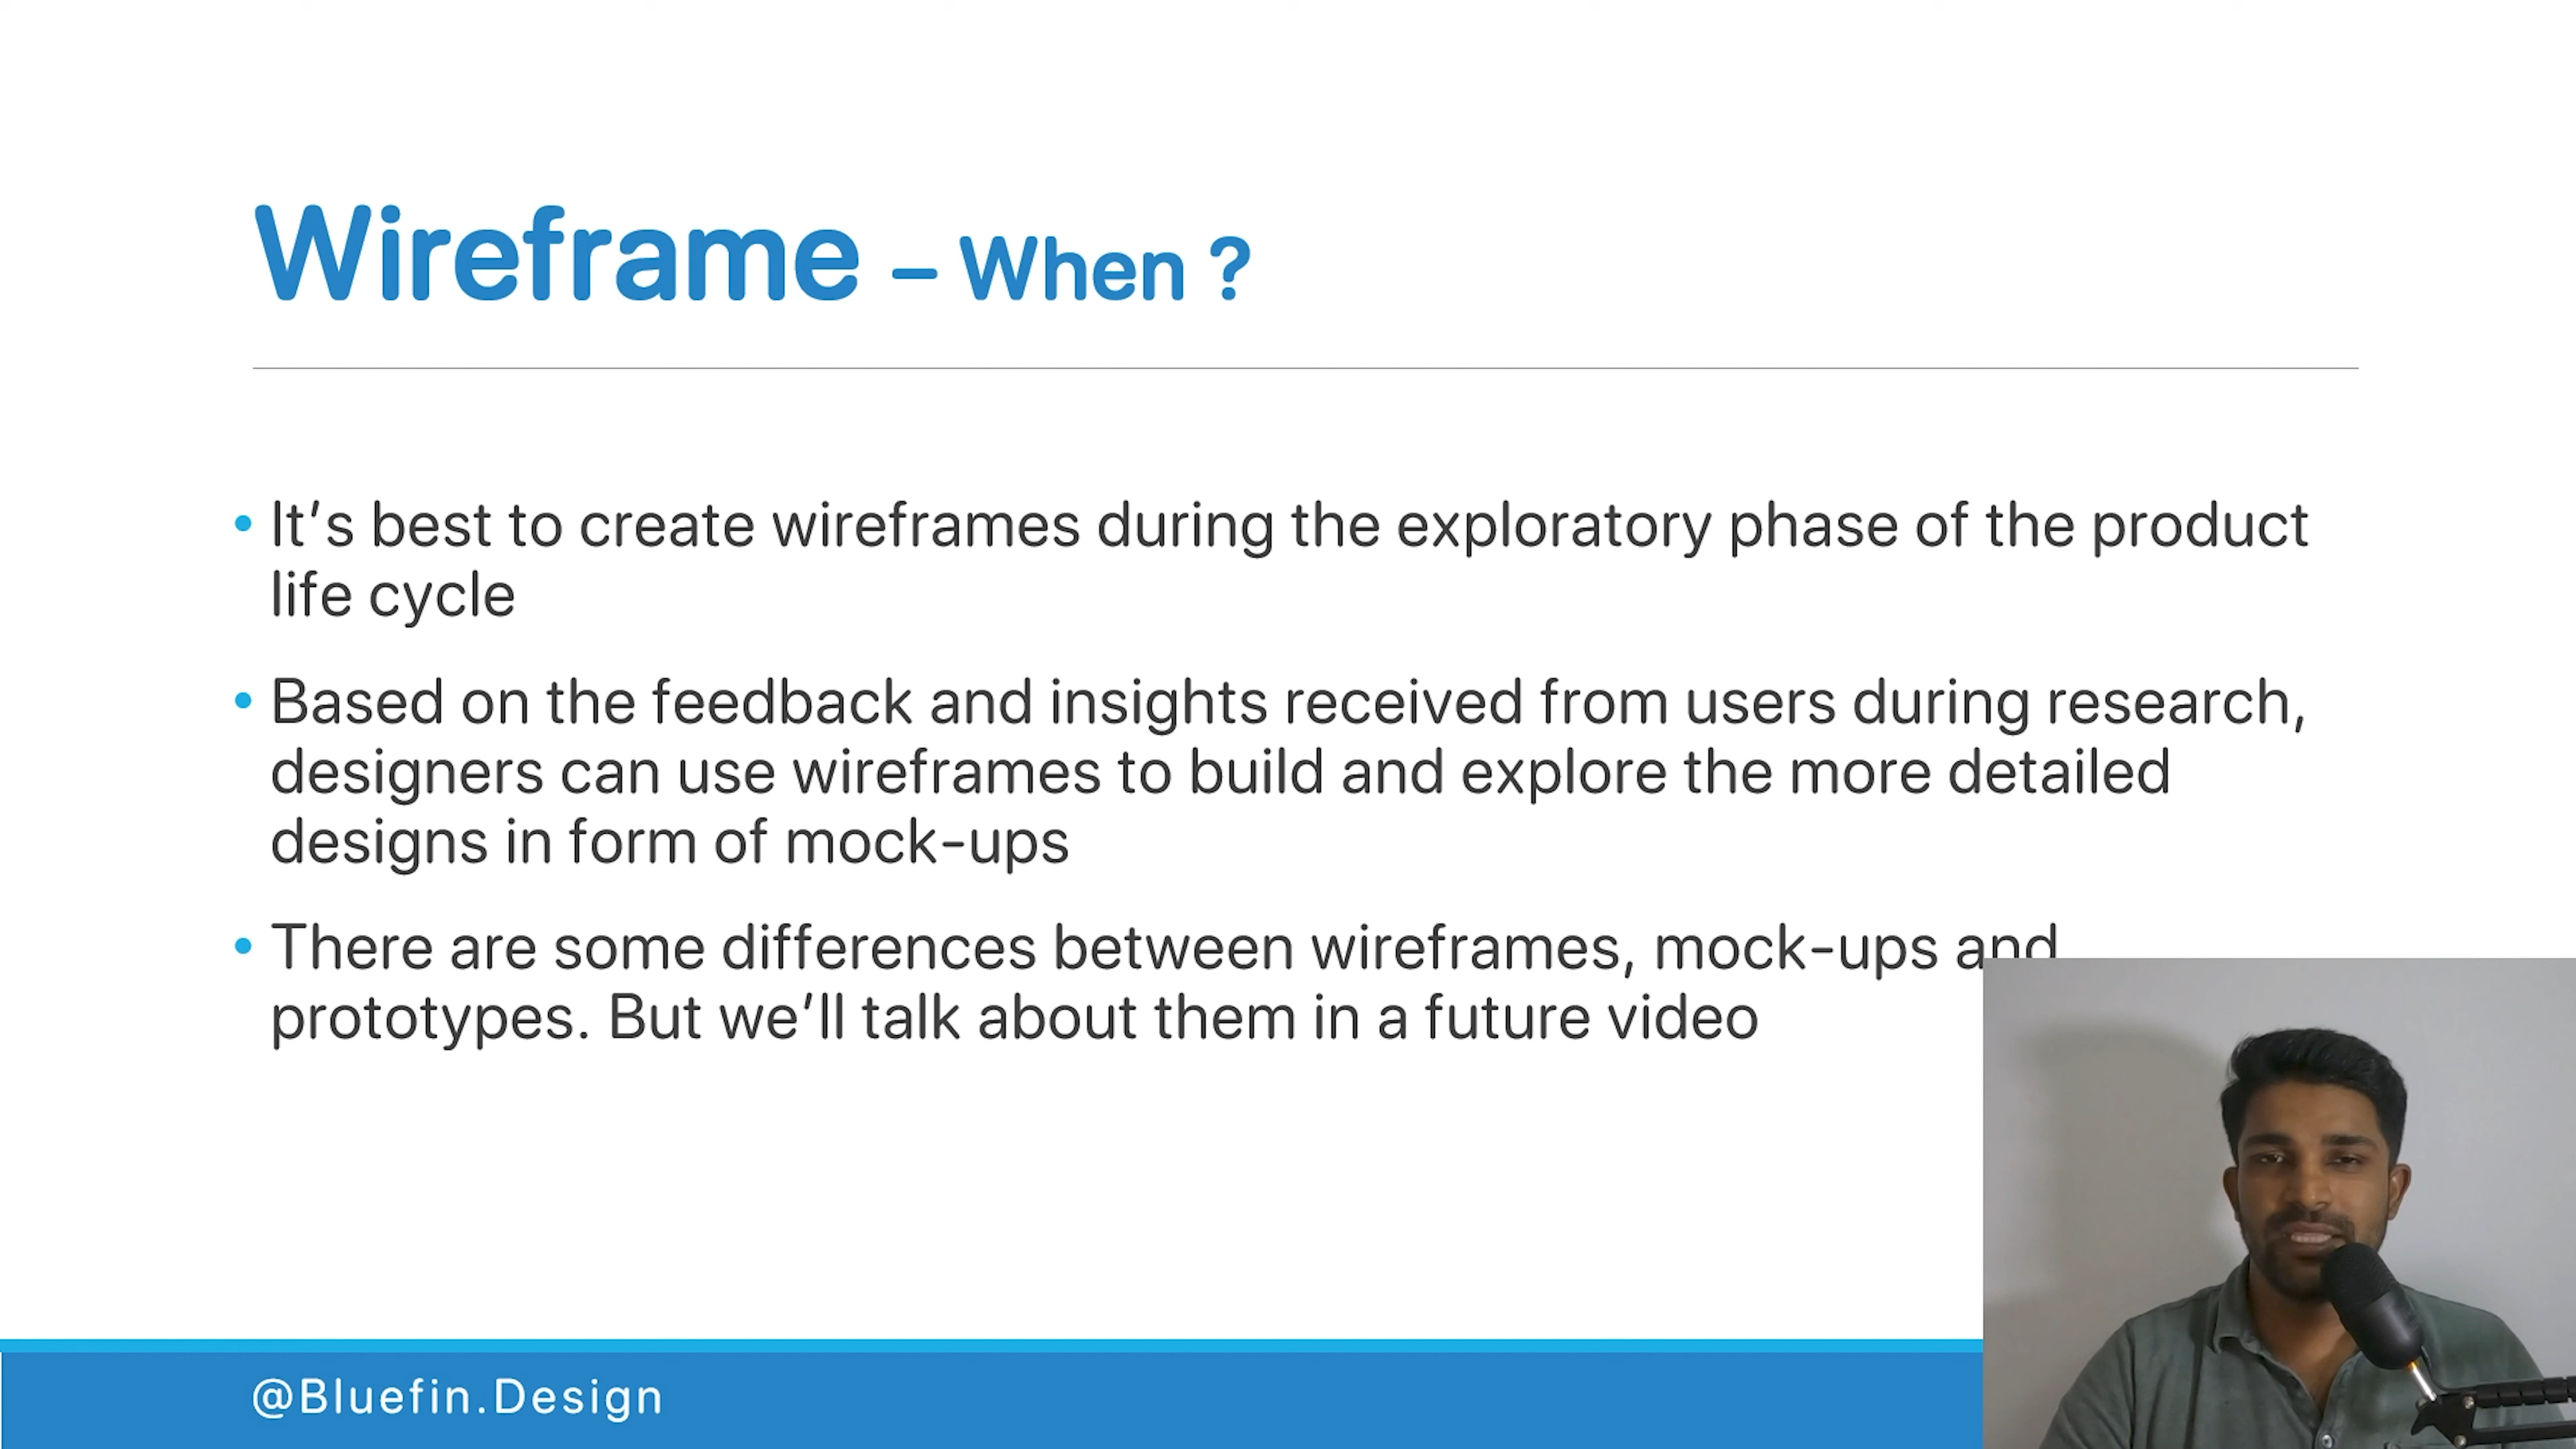 Wireframe – When ?
• It's best to create wireframes during the exploratory phase of the product
life cycle
• Based on the feedback and insights received from users during research,
designers can use wireframes to build and explore the more detailed
designs in form of mock-ups
• There are some differences between wireframes, mock-ups and
prototypes. But we'll talk about them in a future video
@Bluefin.Design